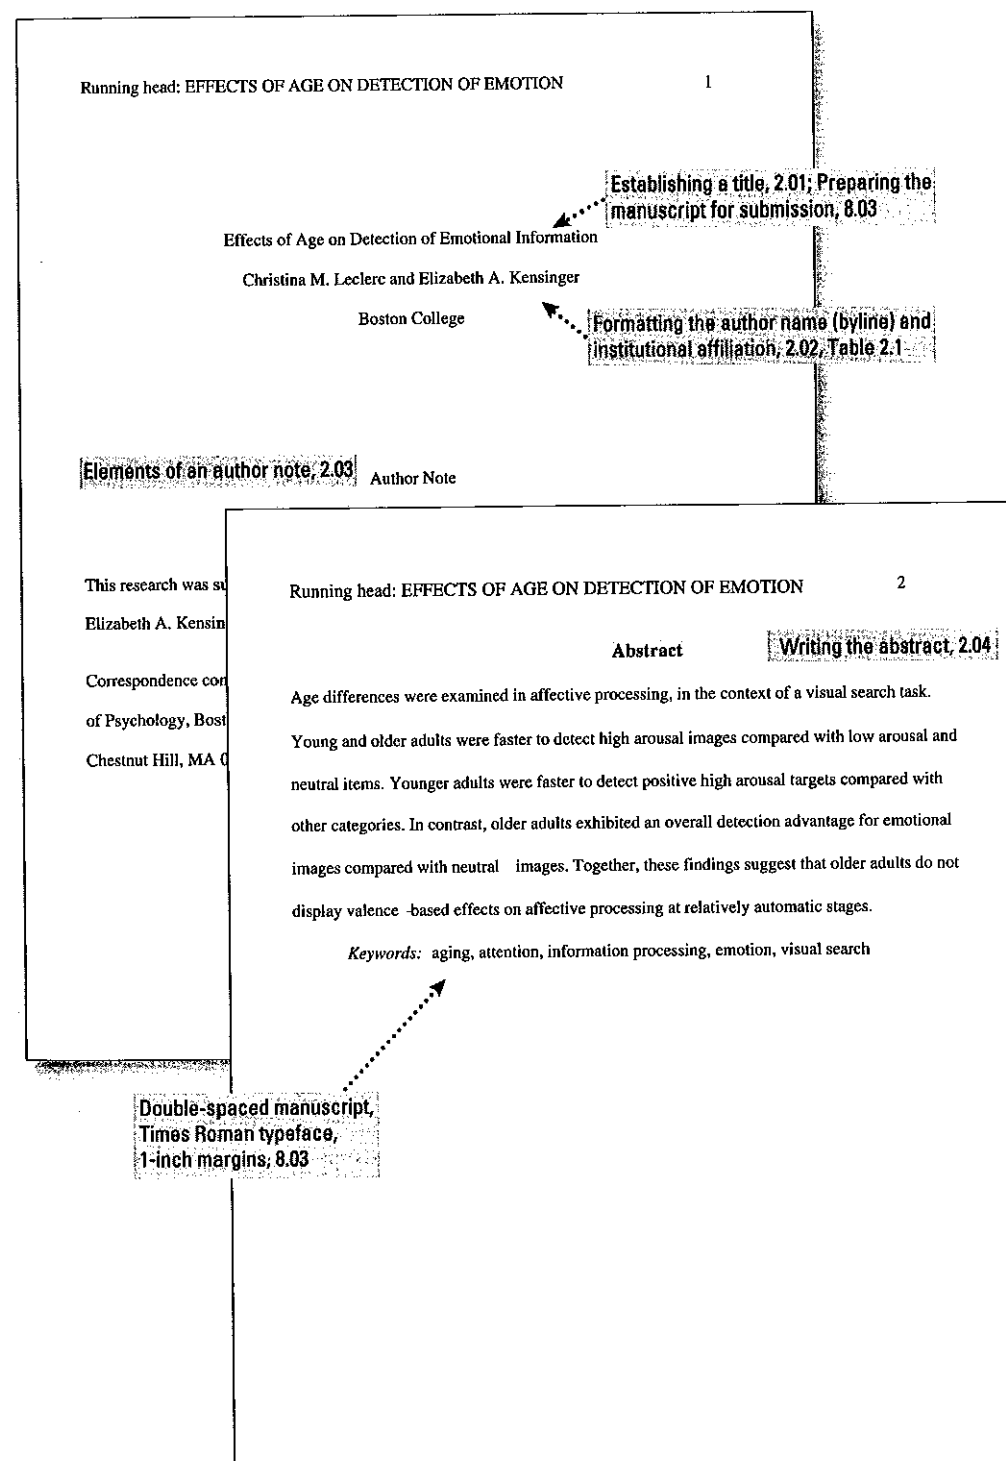 Running head: EFFECTS OF AGE ON DETECTION OF EMOTION 1
Establishing a title, 2.01; Preparing the
manuscript for submission, 8.03
Effects of Age on Detection of Emotional Information
Christina M. Leclerc and Elizabeth A. Kensinger
Boston College
Formatting the author name (byline) and
institutional affiliation, 2.02, Table 2.1
Elements of an author note, 2.03
Author Note
This research was
Elizabeth A. Kensin
Correspondence con
of Psychology, Bost
Chestnut Hill, MA 0
Running head: EFFECTS OF AGE ON DETECTION OF EMOTION 2
Abstract
Writing the abstract, 2.04
Age differences were examined in affective processing, in the context of a visual search task.
Young and older adults were faster to detect high arousal images compared with low arousal and
neutral items. Younger adults were faster to detect positive high arousal targets compared with
other categories. In contrast, older adults exhibited an overall detection advantage for emotional
images compared with neutral images. Together, these findings suggest that older adults do not
display valence -based effects on affective processing at relatively automatic stages.
Keywords: aging, attention, information processing, emotion, visual search
Double-spaced manuscript,
Times Roman typeface,
1-inch margins, 8.03